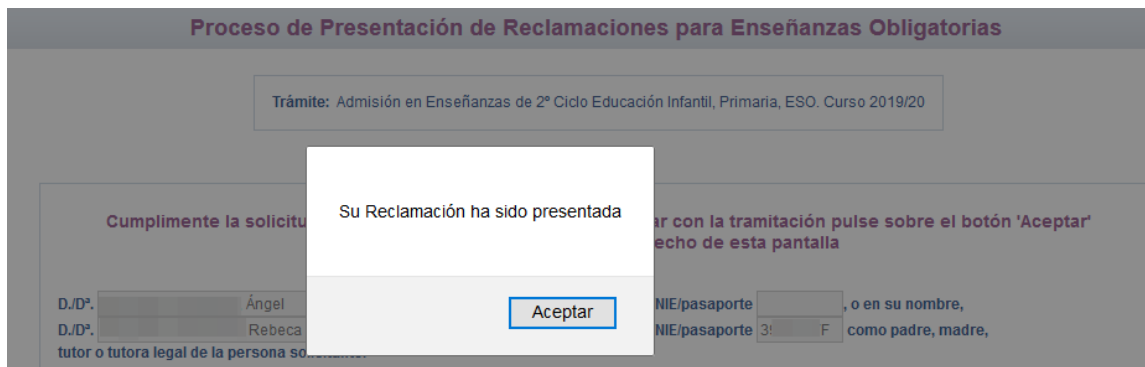 Proceso de Presentación de Reclamaciones para Enseñanzas Obligatorias
Trámite: Admisión en Enseñanzas de 2º Ciclo Educación Infantil, Primaria, ESO. Curso 2019/20
Su Reclamación ha sido presentada
Aceptar
Cumplimente la ar con la tramitación pulse sobre el botón 'Aceptar'
de esta pantalla
D./Dª. Ángel NIE/pasaporte , o en su nombre,
D./Dª. Rebeca NIE/pasaporte F como padre, madre,
tutor o tutora legal de la persona